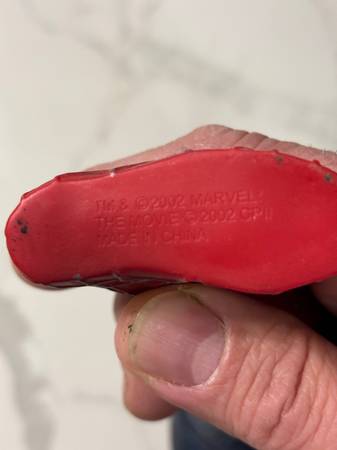 TM & ©2002 MARVEL
THE MOVIE ©2002 CPII
MADE IN CHINA